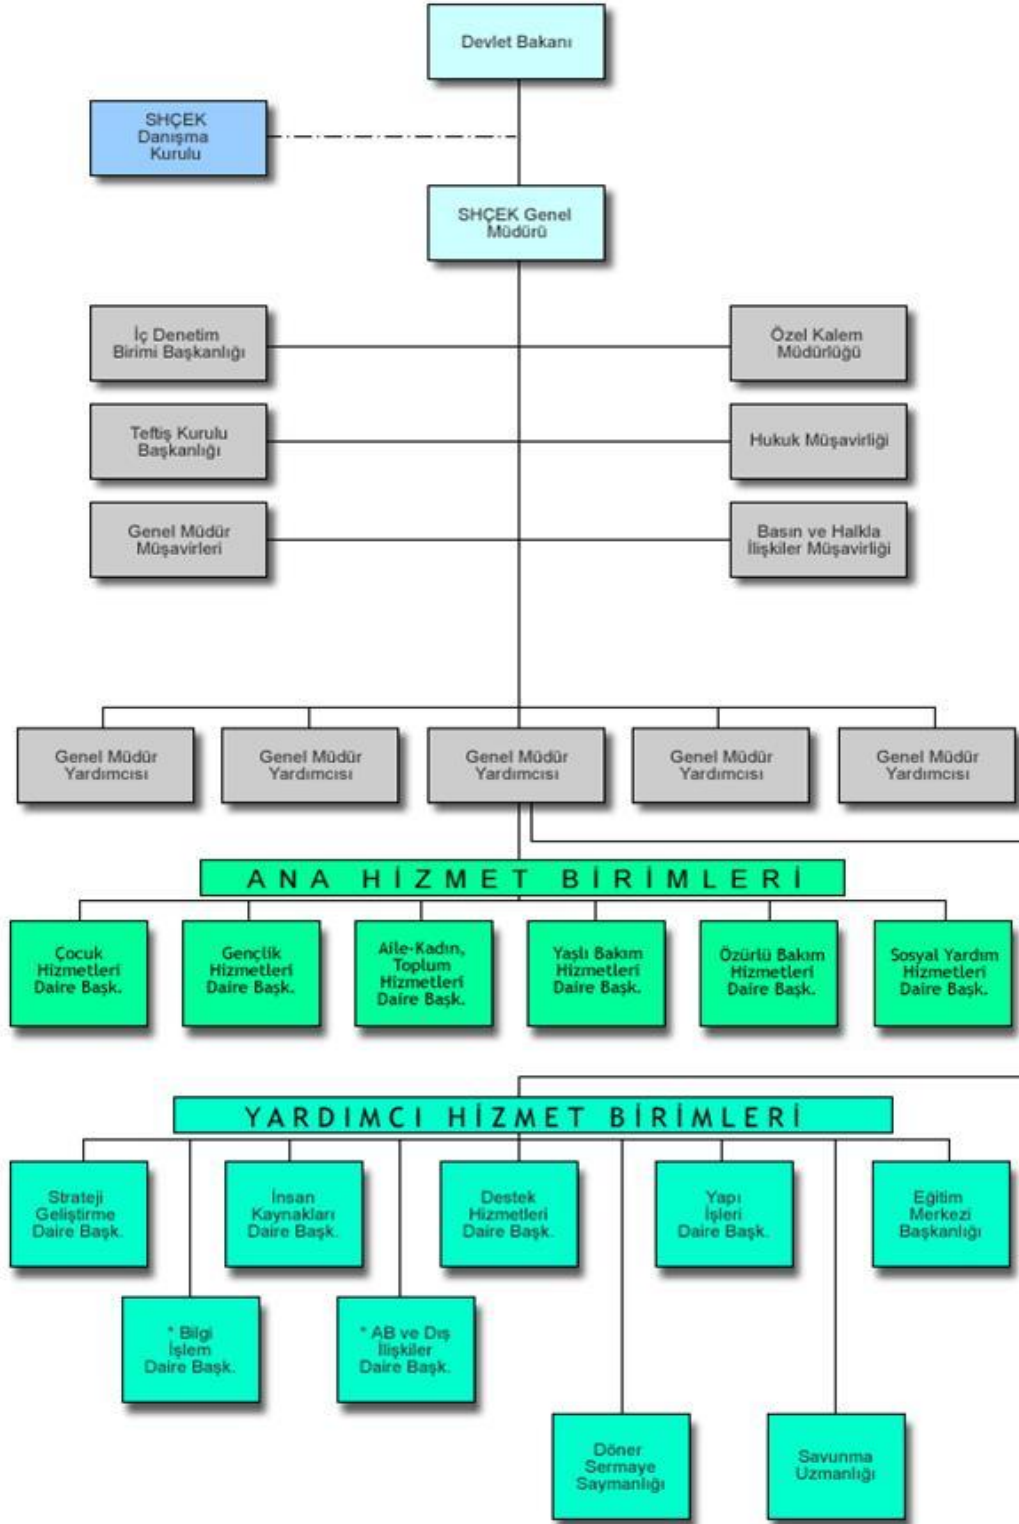 Devlet Bakanı
SHÇEK
Danışma
Kurulu
SHÇEK Genel
Müdürü
İç Denetim
Birimi Başkanlığı
Özel Kalem
Müdürlüğü
Teftiş Kurulu
Başkanlığı
Hukuk Müşavirliği
Genel Müdür
Müşavirleri
Basın ve Halkla
İlişkiler Müşavirliği
Genel Müdür
Yardımcısı
Genel Müdür
Yardımcısı
Genel Müdür
Yardımcısı
Genel Müdür
Yardımcısı
Genel Müdür
Yardımcısı
ANA HİZMET BİRİMLERİ
Çocuk
Hizmetleri
Daire Başk.
Gençlik
Hizmetleri
Daire Başk.
Aile-Kadın,
Toplum
Hizmetleri
Daire Başk.
Yaşlı Bakım
Hizmetleri
Daire Başk.
Özürlü Bakım
Hizmetleri
Daire Başk.
Sosyal Yardım
Hizmetleri
Daire Başk.
YARDIMCI HİZMET BİRİMLERİ
Strateji
Geliştirme
Daire Başk.
İnsan
Kaynakları
Daire Başk.
Destek
Hizmetleri
Daire Başk.
Yapı
İşleri
Daire Başk.
Eğitim
Merkezi
Başkanlığı
* Bilgi
İşlem
Daire Başk.
* AB ve Dış
İlişkiler
Daire Başk.
Döner
Sermaye
Saymanlığı
Savunma
Uzmanlığı